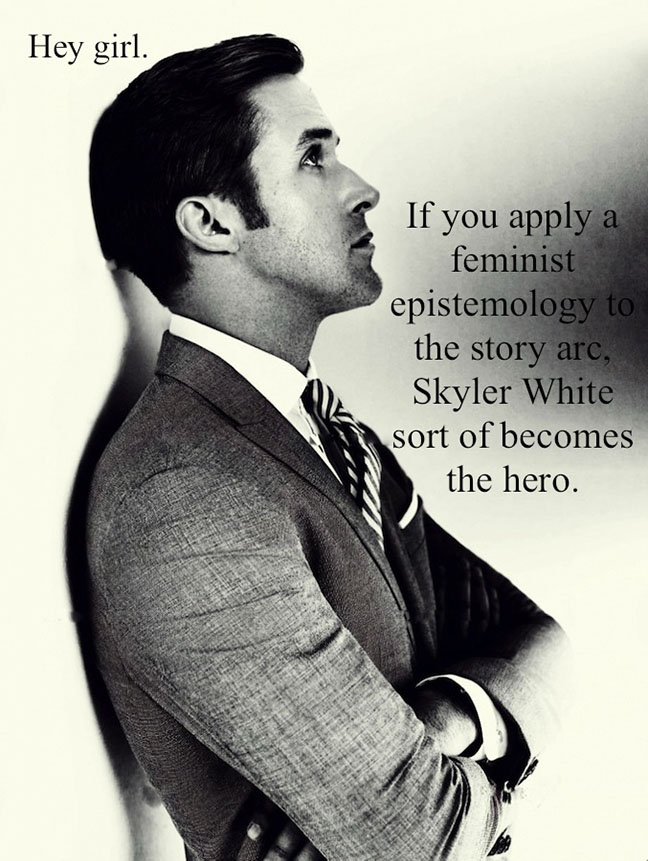 Hey girl.
If you apply a
feminist
epistemology to
the story arc,
Skyler White
sort of becomes
the hero.